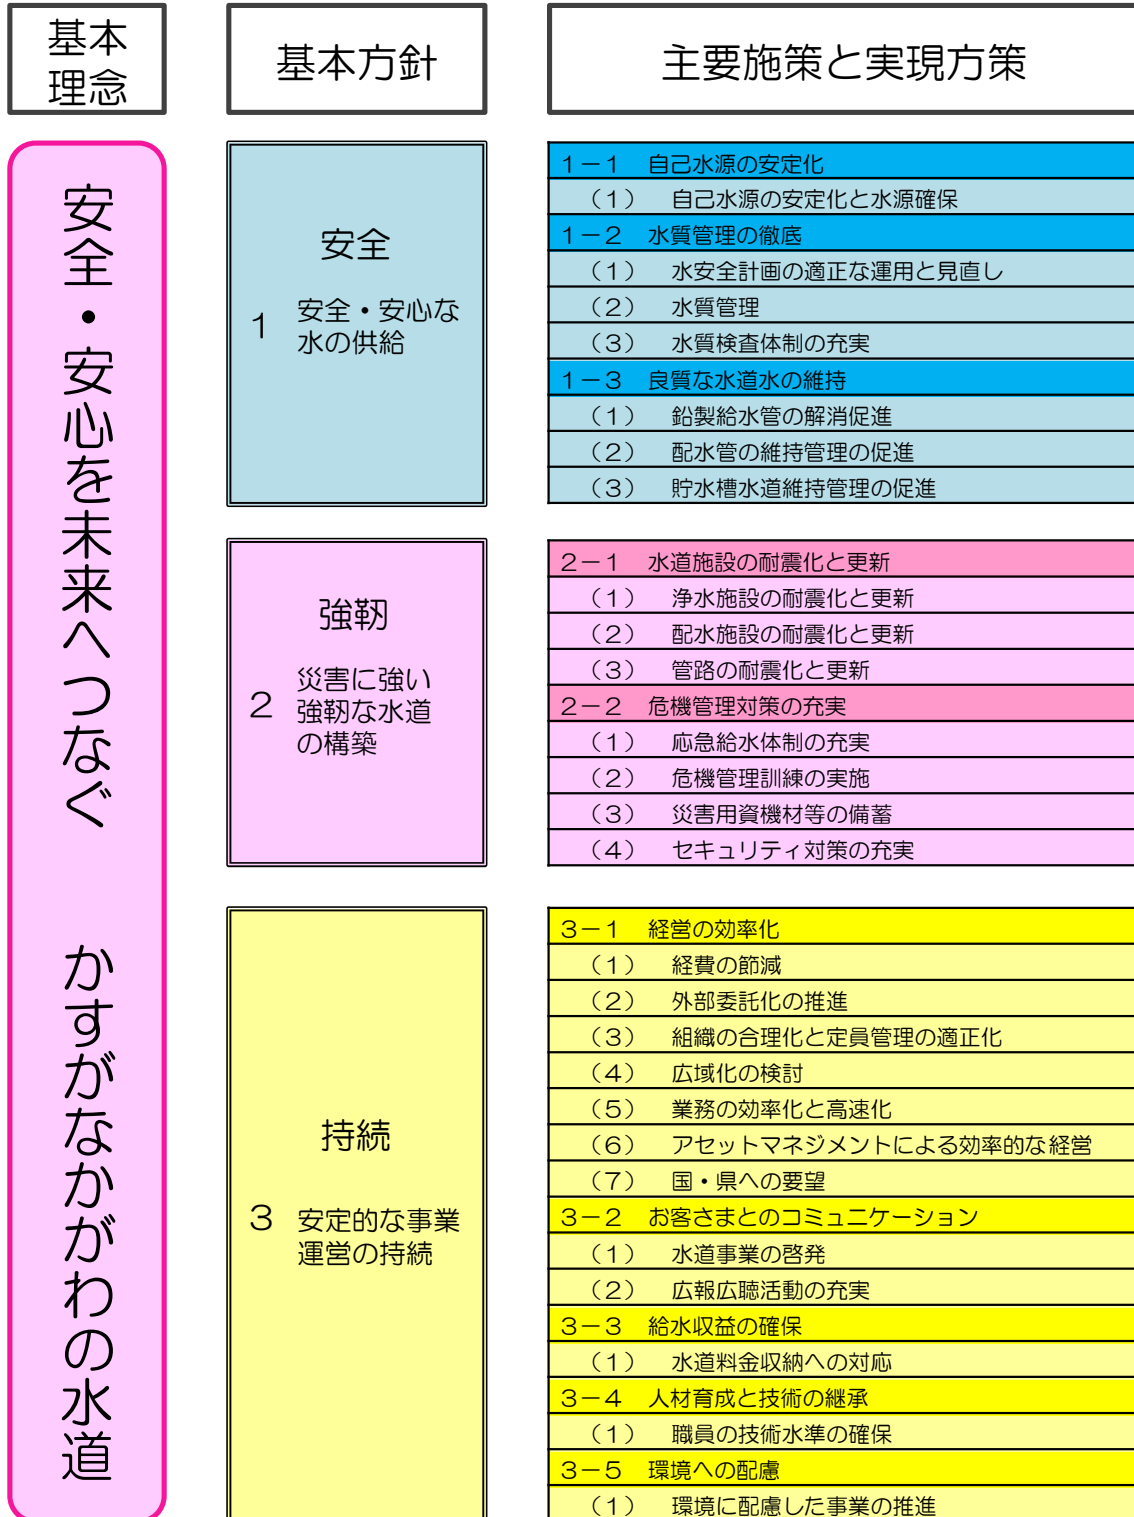 基本
理念
基本方針
主要施策と実現方策
安全・安心を未来へつなぐ　かすがなかがわの水道
安全
1
安全・安心な
水の供給
1－1　自己水源の安定化
（1）　自己水源の安定化と水源確保
1－2　水質管理の徹底
（1）　水安全計画の適正な運用と見直し
（2）　水質管理
（3）　水質検査体制の充実
1－3　良質な水道水の維持
（1）　鉛製給水管の解消促進
（2）　配水管の維持管理の促進
（3）　貯水槽水道維持管理の促進
強靭
2
災害に強い
強靭な水道
の構築
2－1　水道施設の耐震化と更新
（1）　浄水施設の耐震化と更新
（2）　配水施設の耐震化と更新
（3）　管路の耐震化と更新
2－2　危機管理対策の充実
（1）　応急給水体制の充実
（2）　危機管理訓練の実施
（3）　災害用資機材等の備蓄
（4）　セキュリティ対策の充実
持続
3
安定的な事業
運営の持続
3－1　経営の効率化
（1）　経費の節減
（2）　外部委託化の推進
（3）　組織の合理化と定員管理の適正化
（4）　広域化の検討
（5）　業務の効率化と高速化
（6）　アセットマネジメントによる効率的な経営
（7）　国・県への要望
3－2　お客さまとのコミュニケーション
（1）　水道事業の啓発
（2）　広報広聴活動の充実
3－3　給水収益の確保
（1）　水道料金収納への対応
3－4　人材育成と技術の継承
（1）　職員の技術水準の確保
3－5　環境への配慮
（1）　環境に配慮した事業の推進